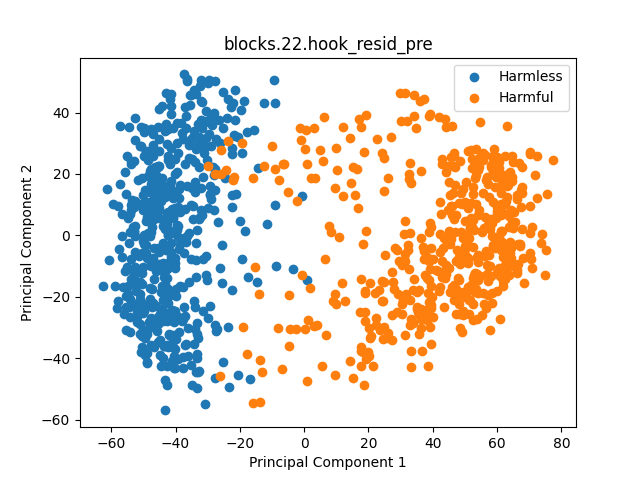 blocks.22.hook_resid_pre
Harmless
Harmful
40
20
0
−20
−40
−60
Principal Component 2
−60
−40
−20
0
20
40
60
80
Principal Component 1